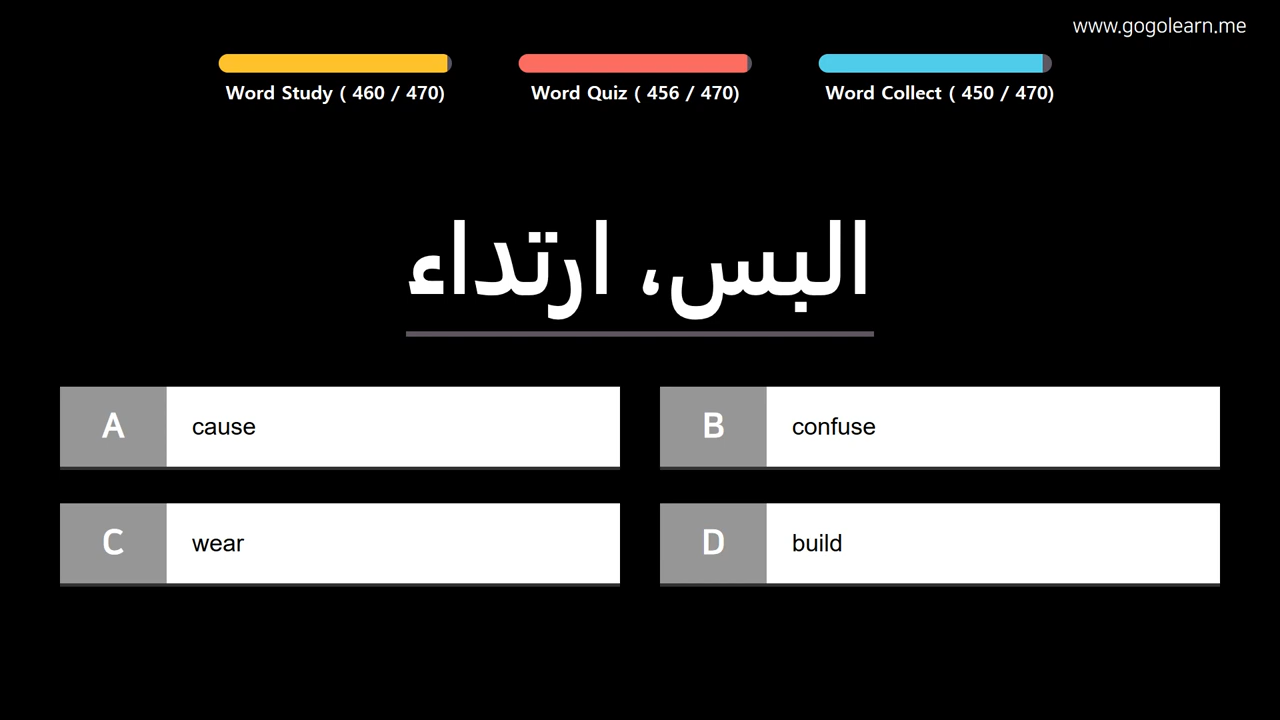 www.gogolearn.me
Word Study ( 460 / 470)
Word Quiz ( 456 / 470)
Word Collect ( 450 / 470)
البس، ارتداء
A cause
B confuse
C wear
D build